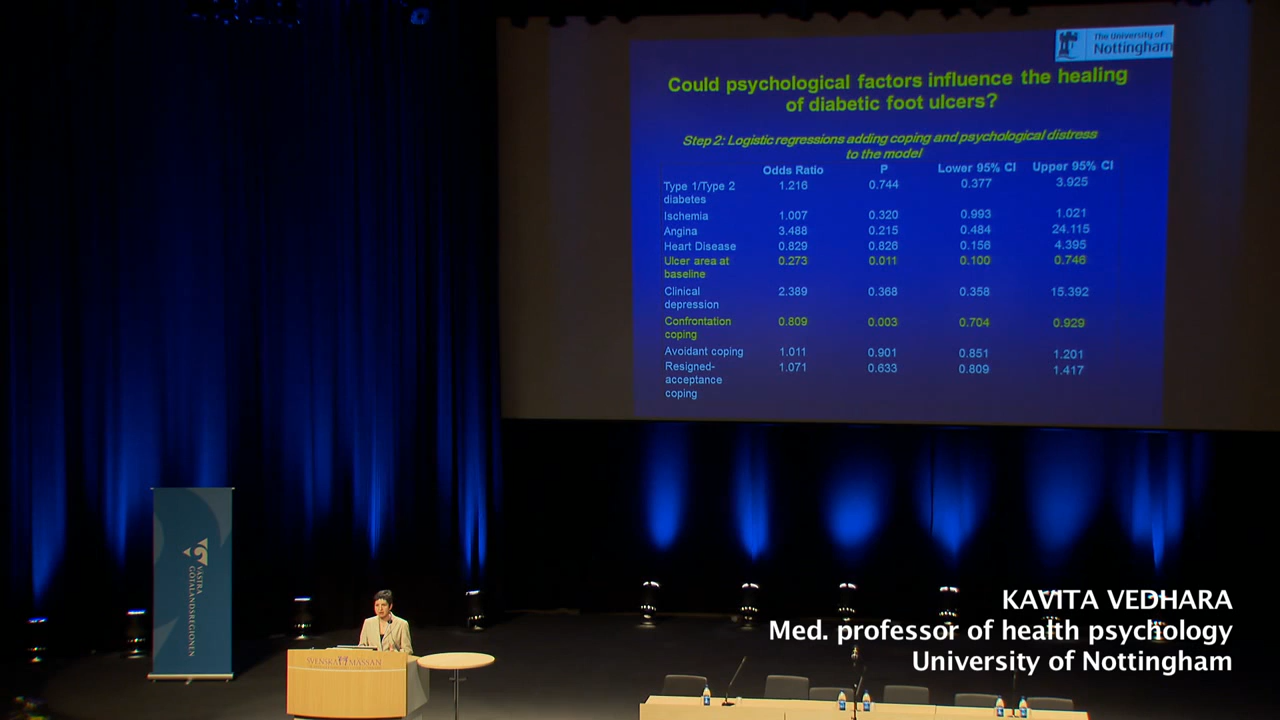 The University of
Nottingham
Could psychological factors influence the healing
of diabetic foot ulcers?
Step 2: Logistic regressions adding coping and psychological distress
to the model
Odds Ratio P Lower 95% CI Upper 95% CI
Type 1/Type 2 1.216 0.744 0.377 3.925
diabetes
Ischemia 1.007 0.320 0.993 1.021
Angina 3.488 0.215 0.484 24.115
Heart Disease 0.829 0.826 0.156 4.395
Ulcer area at 0.273 0.011 0.100 0.746
baseline
Clinical 2.389 0.368 0.358 15.392
depression
Confrontation 0.809 0.003 0.704 0.929
coping
Avoidant coping 1.011 0.901 0.851 1.201
Resigned- 1.071 0.633 0.809 1.417
acceptance
coping
VÄSTRA
GÖTALANDSREGIONEN
SVENSKA MÄSSAN
KAVITA VEDHARA
Med. professor of health psychology
University of Nottingham